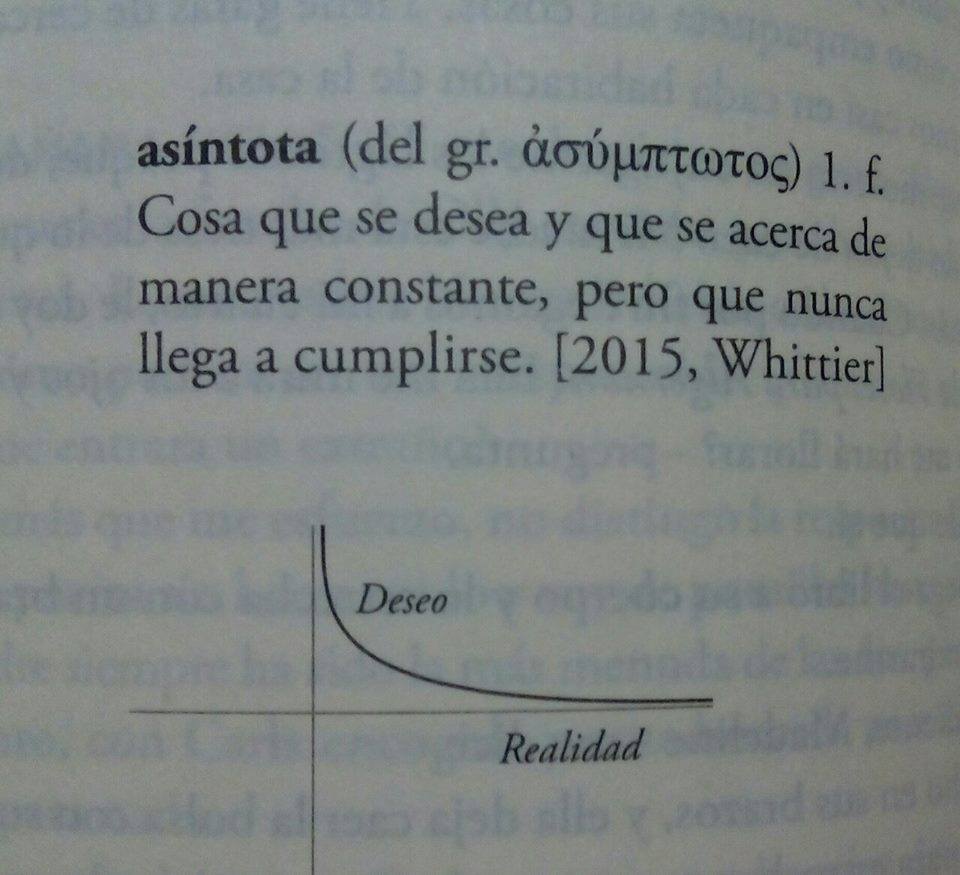 asíntota (del gr. ἀσύμπτωτος) 1. f.
Cosa que se desea y que se acerca de
manera constante, pero que nunca
llega a cumplirse. [2015, Whittier]
Deseo
Realidad